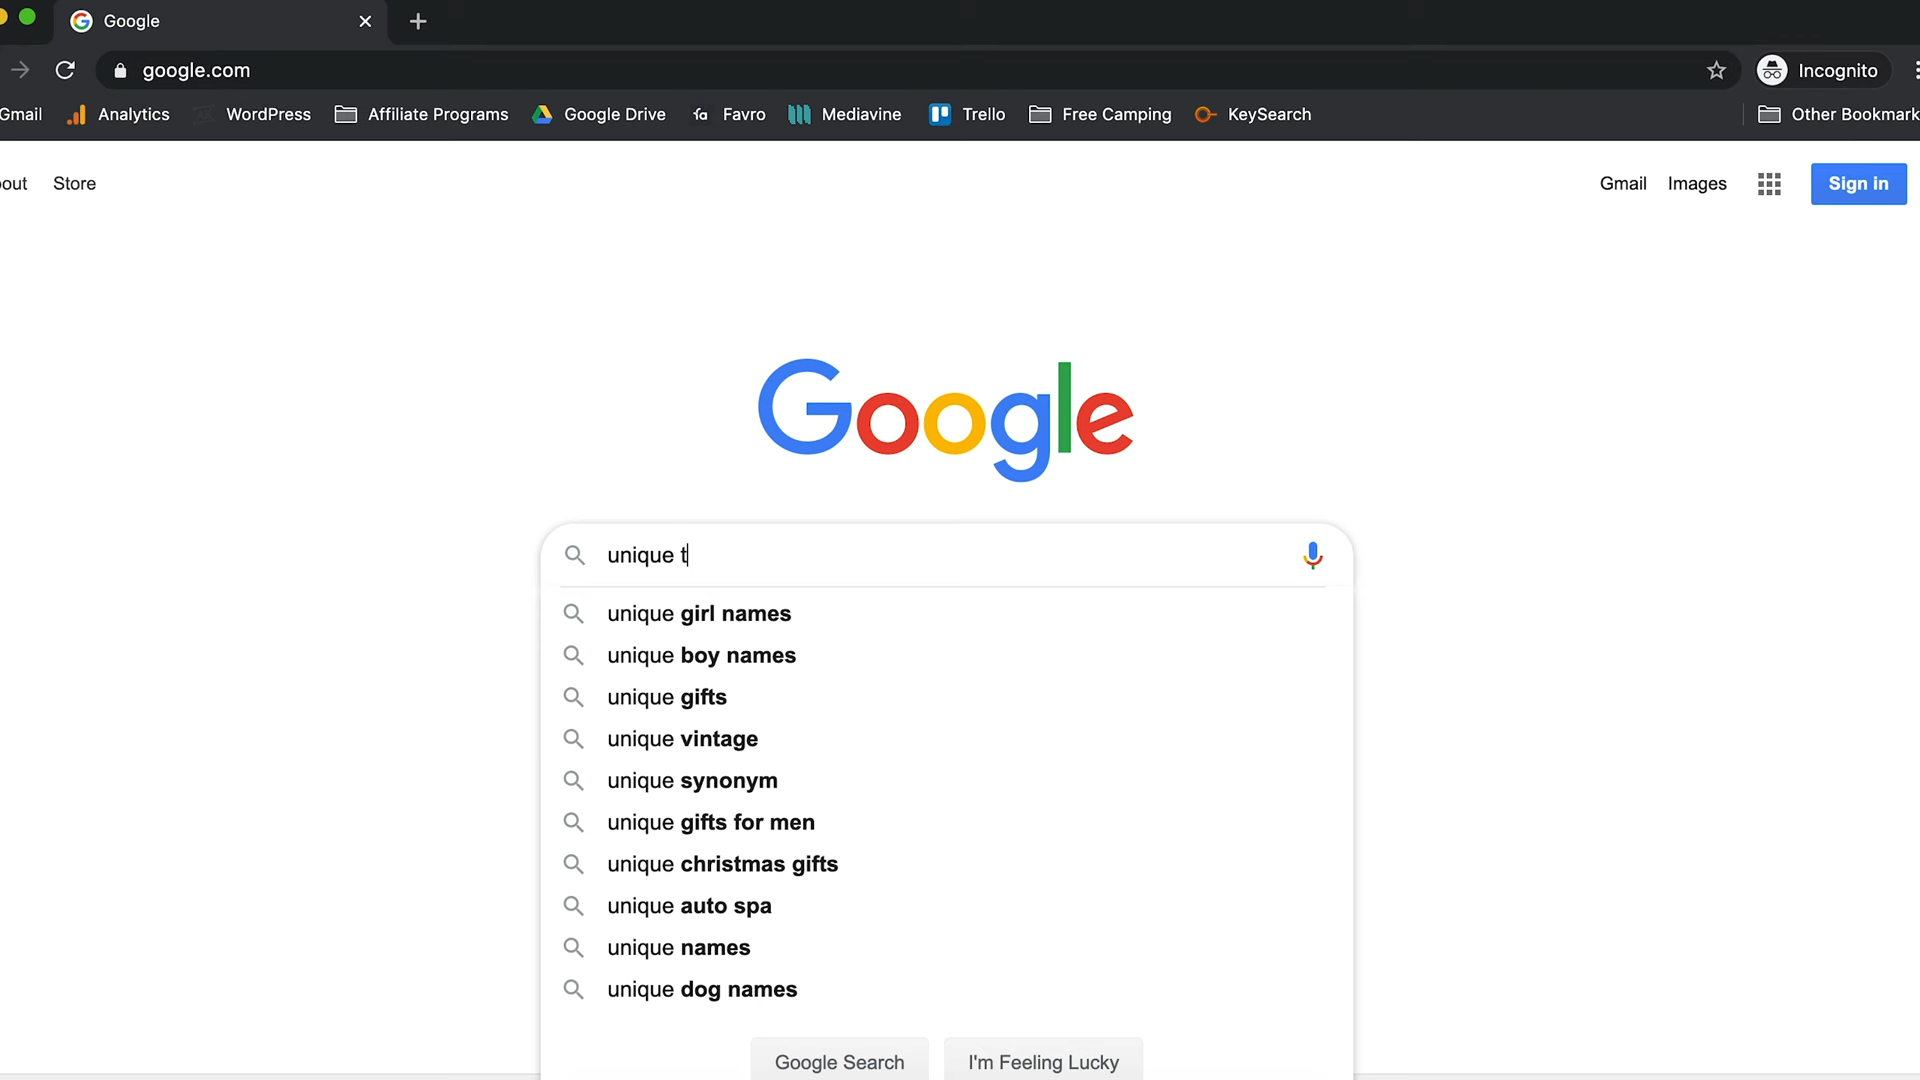 Google
google.com
Incognito
Gmail Analytics WordPress Affiliate Programs Google Drive fa Favro Mediavine Trello Free Camping KeySearch Other Bookmark
out Store Gmail Images Sign in
Google
unique t
unique girl names
unique boy names
unique gifts
unique vintage
unique synonym
unique gifts for men
unique christmas gifts
unique auto spa
unique names
unique dog names
Google Search I'm Feeling Lucky